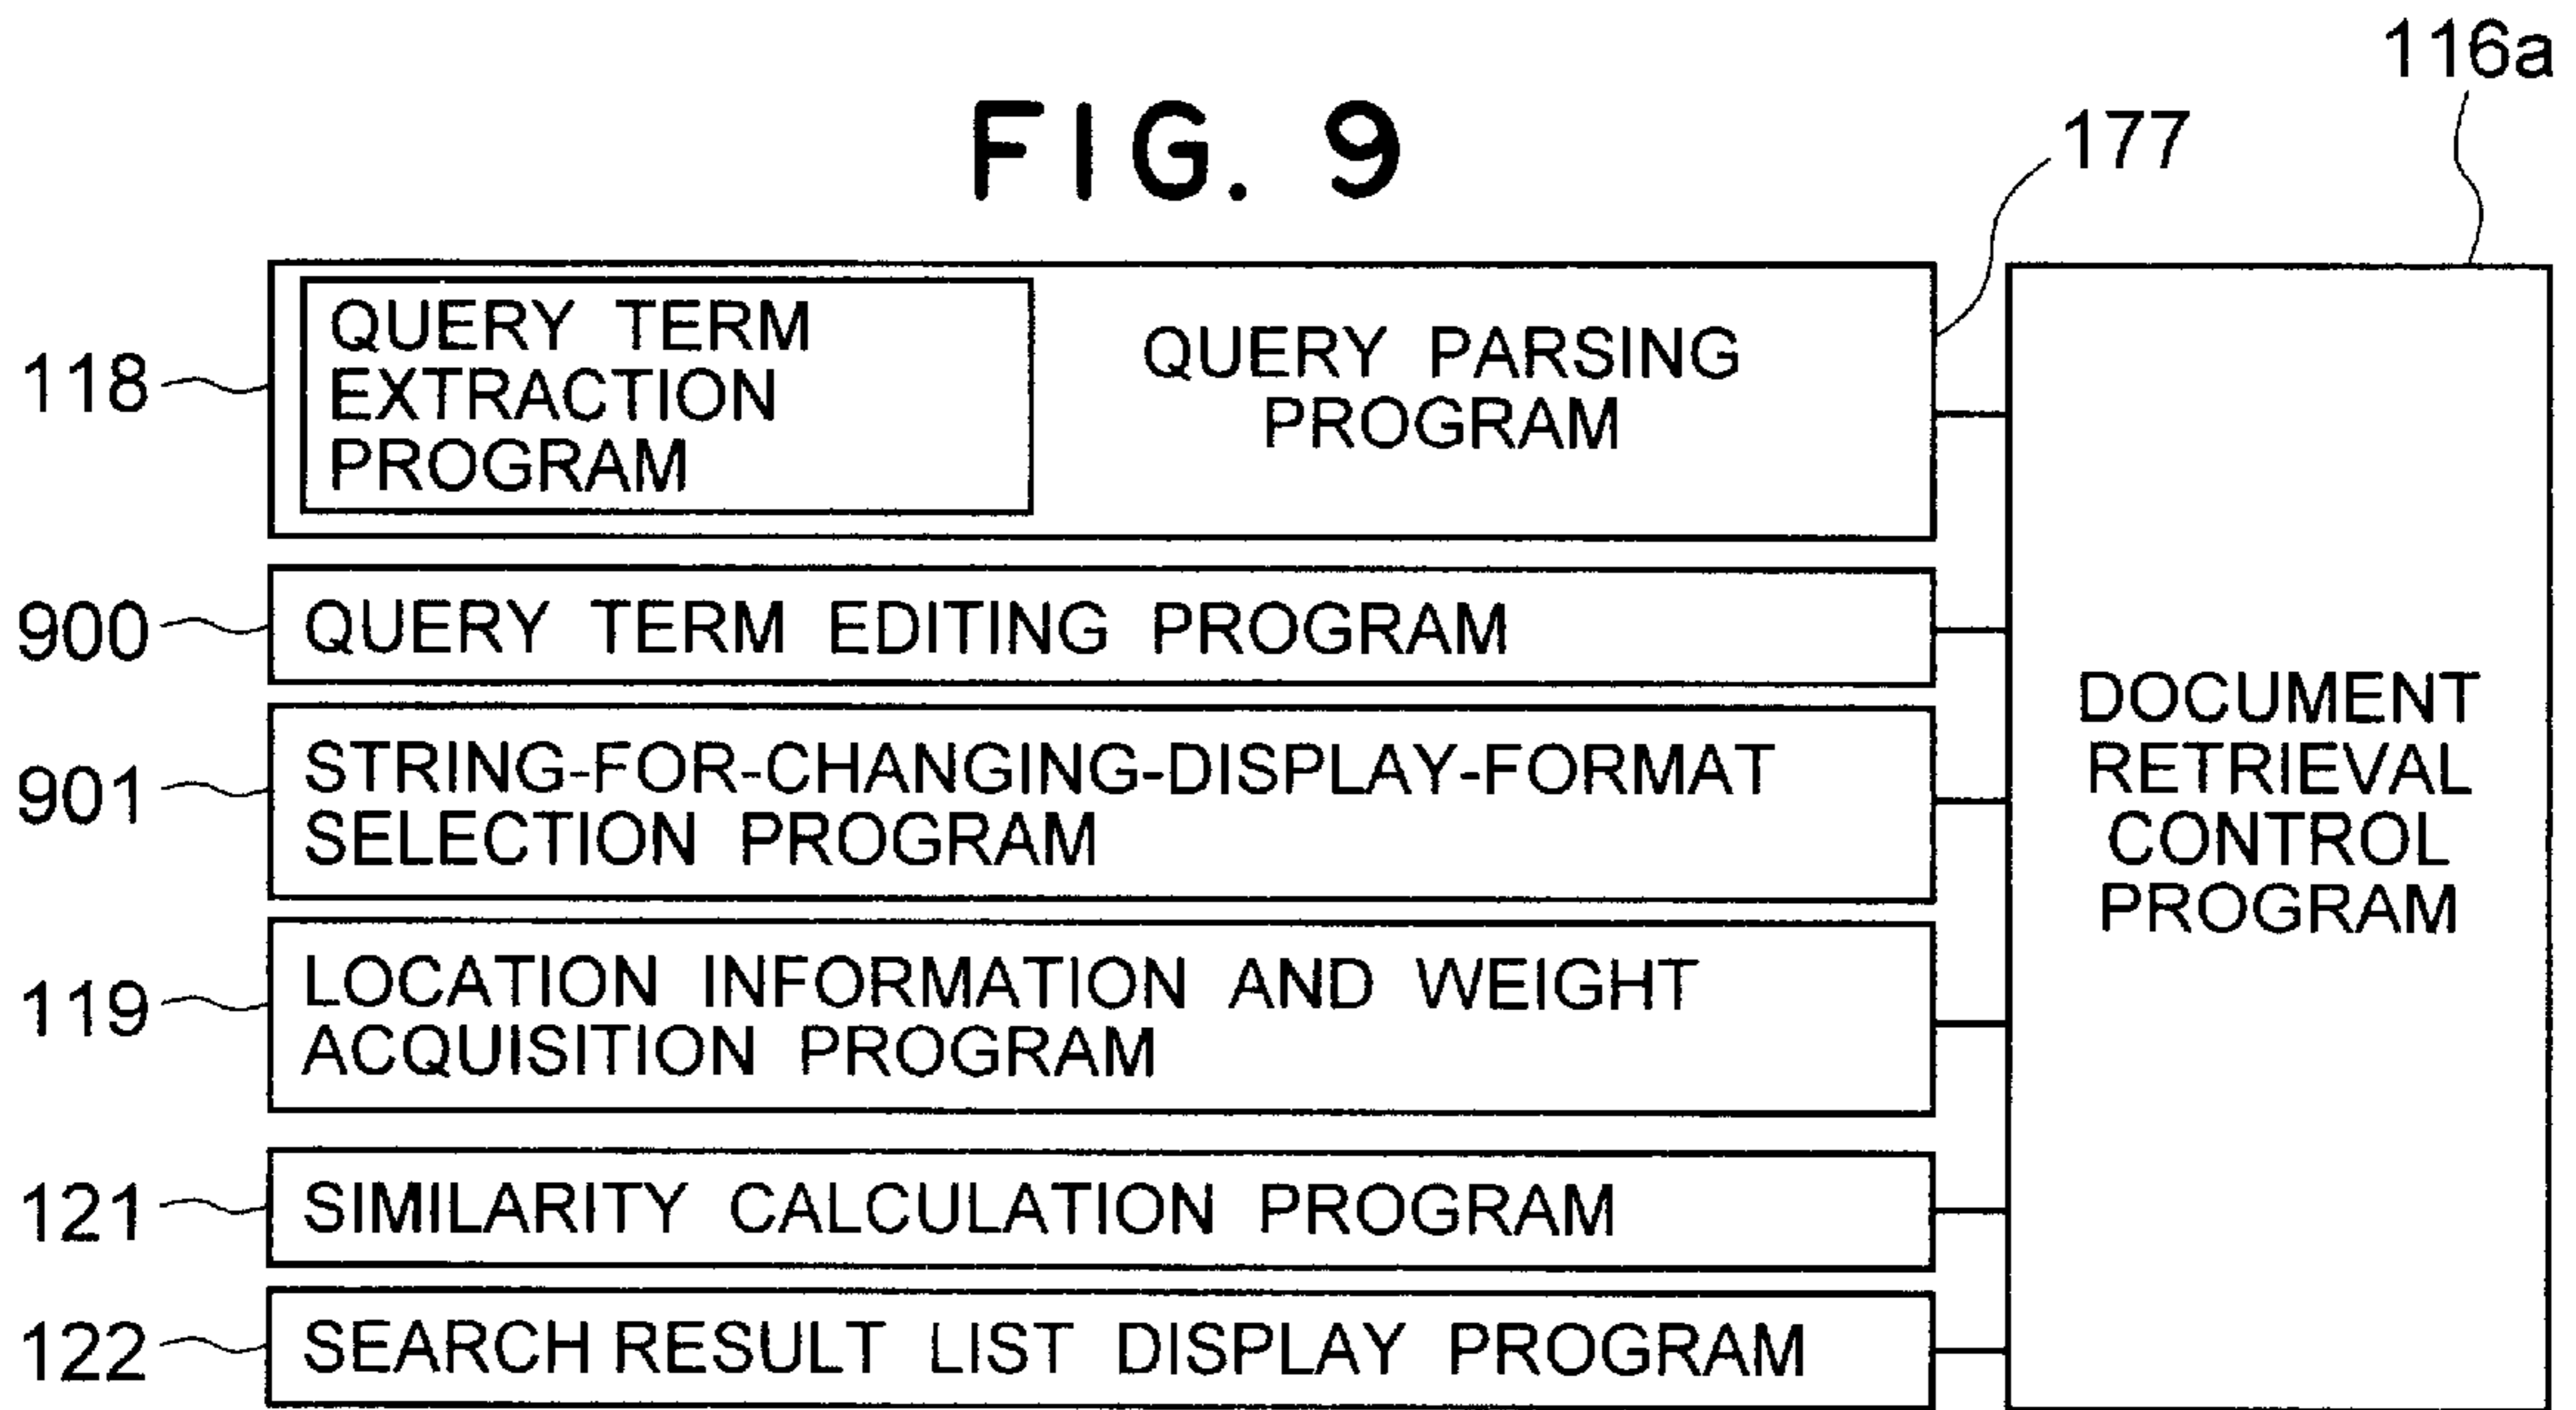 116a
FIG. 9
177
118
QUERY TERM
EXTRACTION
PROGRAM
QUERY PARSING
PROGRAM
900
QUERY TERM EDITING PROGRAM
901
STRING-FOR-CHANGING-DISPLAY-FORMAT
SELECTION PROGRAM
119
LOCATION INFORMATION AND WEIGHT
ACQUISITION PROGRAM
121
SIMILARITY CALCULATION PROGRAM
122
SEARCH RESULT LIST DISPLAY PROGRAM
DOCUMENT
RETRIEVAL
CONTROL
PROGRAM